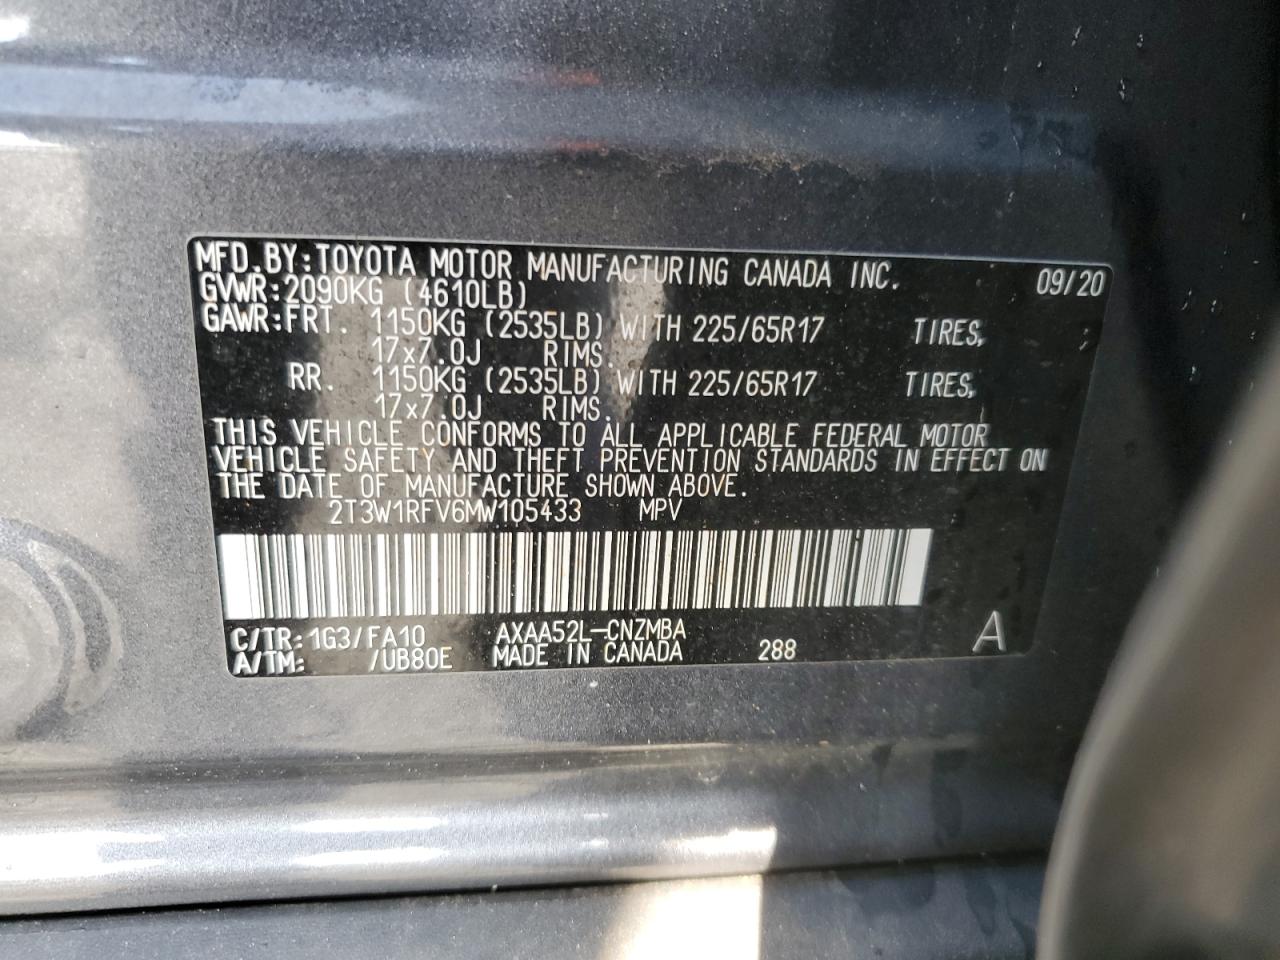 MFD.BY:TOYOTA MOTOR MANUFACTURING CANADA INC. 09/20
GVWR:2090KG (4610LB)
GAWR:FRT. 1150KG (2535LB) WITH 225/65R17 TIRES,
17x7.0J RIMS.
RR. 1150KG (2535LB) WITH 225/65R17 TIRES,
17x7.0J RIMS.
THIS VEHICLE CONFORMS TO ALL APPLICABLE FEDERAL MOTOR
VEHICLE SAFETY AND THEFT PREVENTION STANDARDS IN EFFECT ON
THE DATE OF MANUFACTURE SHOWN ABOVE.
2T3W1RFV6MW105433 MPV
C/TR:1G3/FA10 AXAA52L-CNZMBA
A/TM: /UB80E MADE IN CANADA 288 A